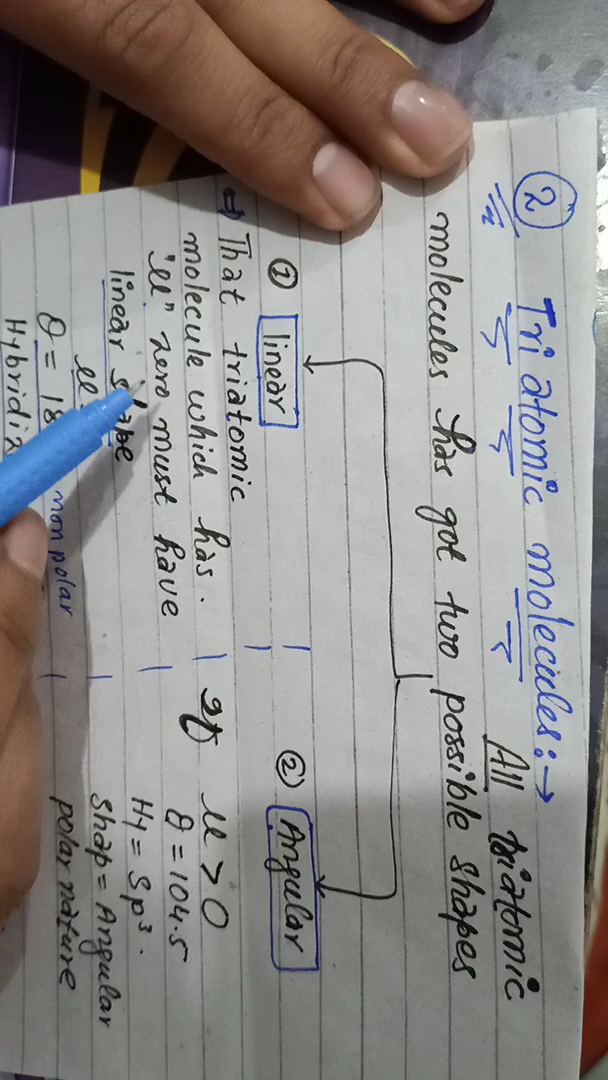 ② Tri atomic molecules:→ All triatomic
molecules has got two possible shapes
① linear
⇒ That triatomic
molecule which has.
"μ" zero must have
linear shape
μ non polar
θ = 18
Hybridiz
② Angular
If μ > 0
θ = 104.5
Hy = Sp³.
Shap = Angular
polar nature